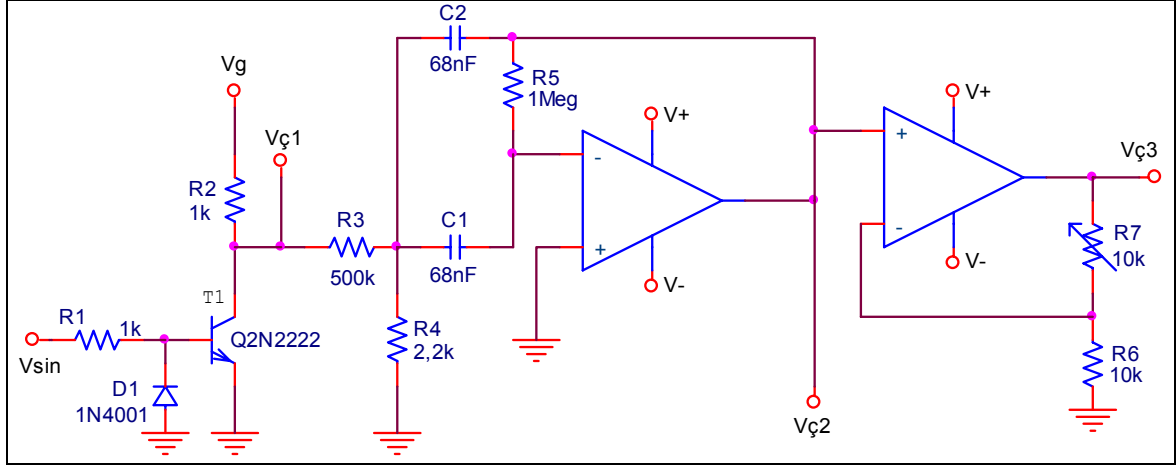 C2
68nF
R5
1Meg
Vg
Vç1
R2
1k
R3
500k
C1
68nF
-
+
V+
V-
+
-
V+
V-
Vç3
R7
10k
T1
Q2N2222
R1
1k
Vsin
D1
1N4001
R4
2,2k
R6
10k
Vç2